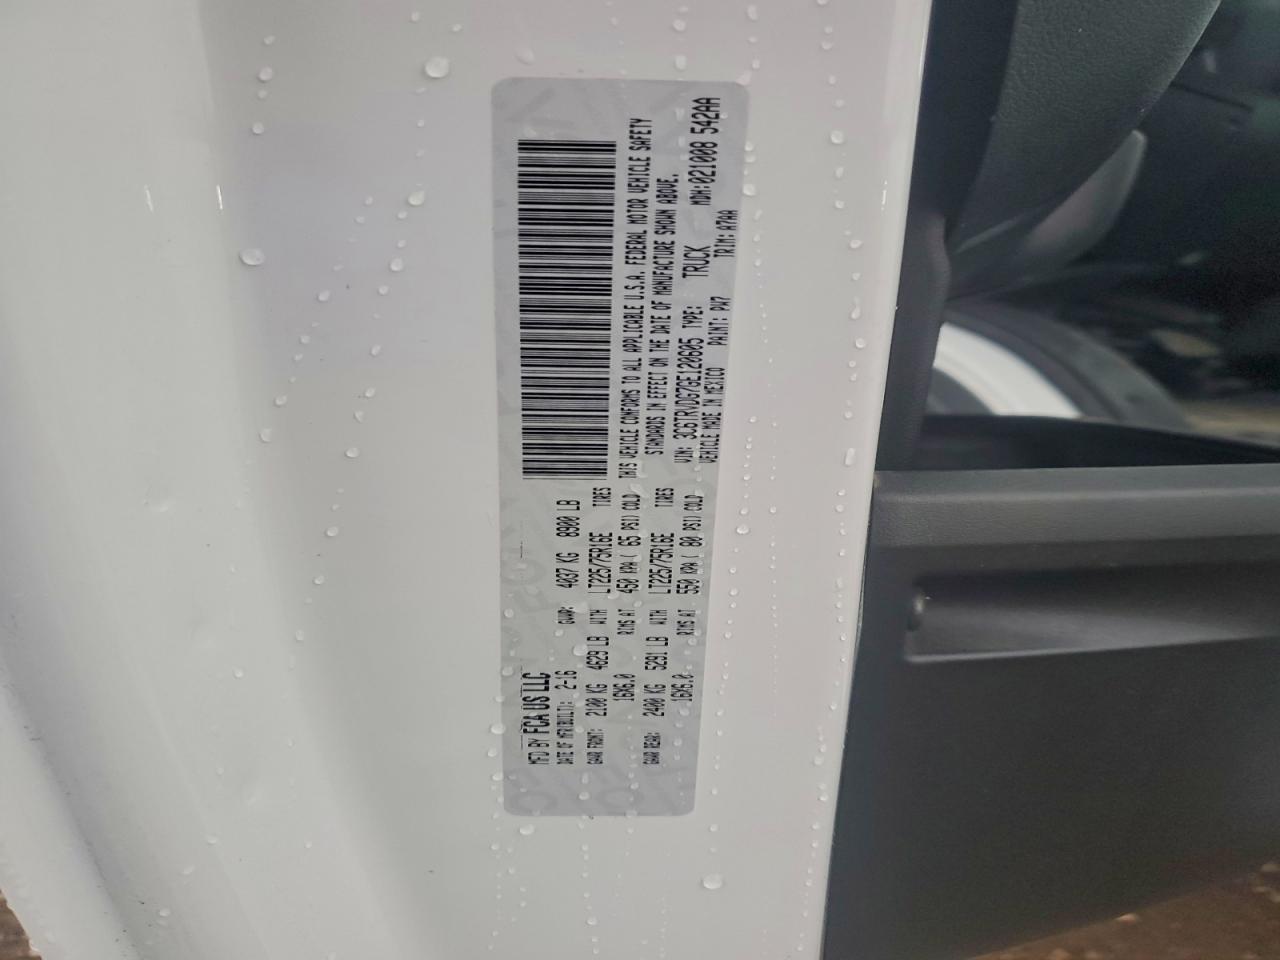 MFD BY FCA US LLC
DATE OF MFR(BUILT): 2-16 GVWR: 4037 KG 8900 LB
GAWR FRONT: 2100 KG 4629 LB WITH LT225/75R16E TIRES
16X6.0 RIMS AT 450 KPA( 65 PSI) COLD
GAWR REAR: 2400 KG 5291 LB WITH LT225/75R16E TIRES
16X6.0 RIMS AT 550 KPA( 80 PSI) COLD
THIS VEHICLE CONFORMS TO ALL APPLICABLE U.S.A. FEDERAL MOTOR VEHICLE SAFETY
STANDARDS IN EFFECT ON THE DATE OF MANUFACTURE SHOWN ABOVE.
VIN: 3C6TRVDG7GE120605 TYPE: TRUCK MDH:021008 542AA
VEHICLE MADE IN MEXICO PAINT: PW7 TRIM: A7AA